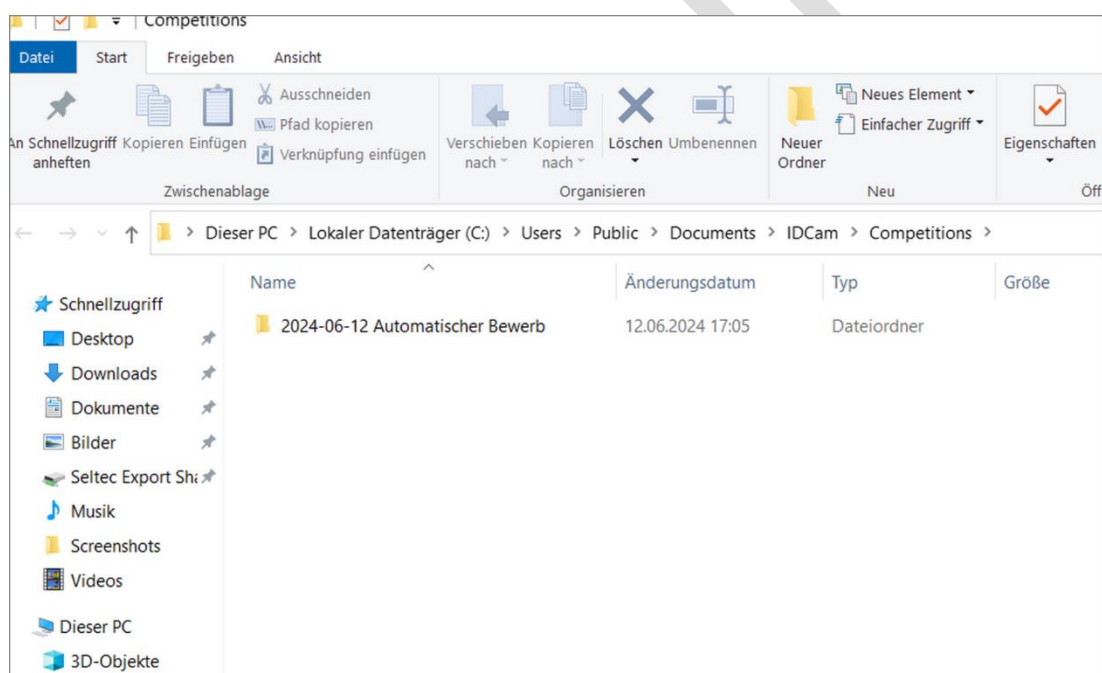 Competitions
Datei Start Freigeben Ansicht
An Schnellzugriff anheften
Kopieren
Einfügen
Ausschneiden
Pfad kopieren
Verknüpfung einfügen
Zwischenablage
Verschieben nach
Kopieren nach
Löschen
Umbenennen
Organisieren
Neuer Ordner
Neues Element
Einfacher Zugriff
Neu
Eigenschaften
Öff
> Dieser PC > Lokaler Datenträger (C:) > Users > Public > Documents > IDCam > Competitions >
Name Änderungsdatum Typ Größe
2024-06-12 Automatischer Bewerb 12.06.2024 17:05 Dateiordner
Schnellzugriff
Desktop
Downloads
Dokumente
Bilder
Seltec Export Sha
Musik
Screenshots
Videos
Dieser PC
3D-Objekte